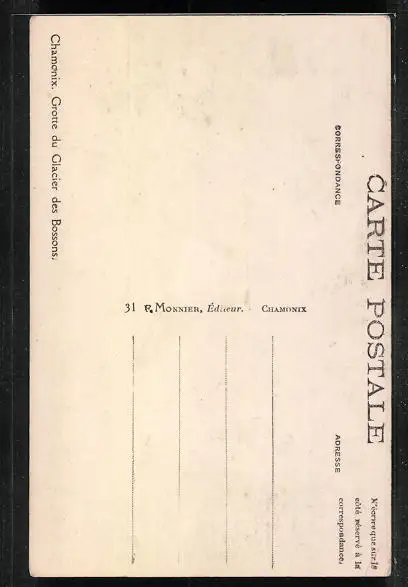 CARTE POSTALE
N'écrire que sur le
côté réservé à la
correspondance.
CORRESPONDANCE
ADRESSE
31 P. MONNIER, Éditeur. - CHAMONIX
Chamonix. Grotte du Glacier des Bossons.